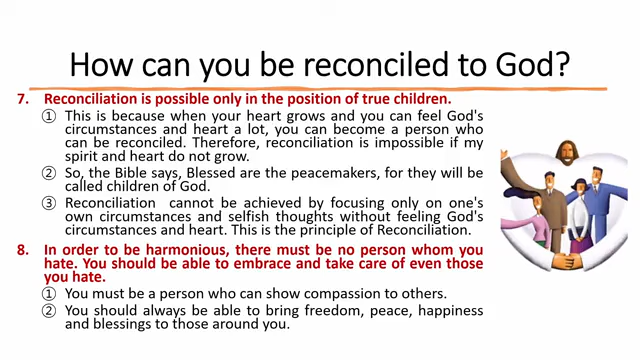 How can you be reconciled to God?
7. Reconciliation is possible only in the position of true children.
① This is because when your heart grows and you can feel God's
circumstances and heart a lot, you can become a person who
can be reconciled. Therefore, reconciliation is impossible if my
spirit and heart do not grow.
② So, the Bible says, Blessed are the peacemakers, for they will be
called children of God.
③ Reconciliation cannot be achieved by focusing only on one's
own circumstances and selfish thoughts without feeling God's
circumstances and heart. This is the principle of Reconciliation.
8. In order to be harmonious, there must be no person whom you
hate. You should be able to embrace and take care of even those
you hate.
① You must be a person who can show compassion to others.
② You should always be able to bring freedom, peace, happiness
and blessings to those around you.